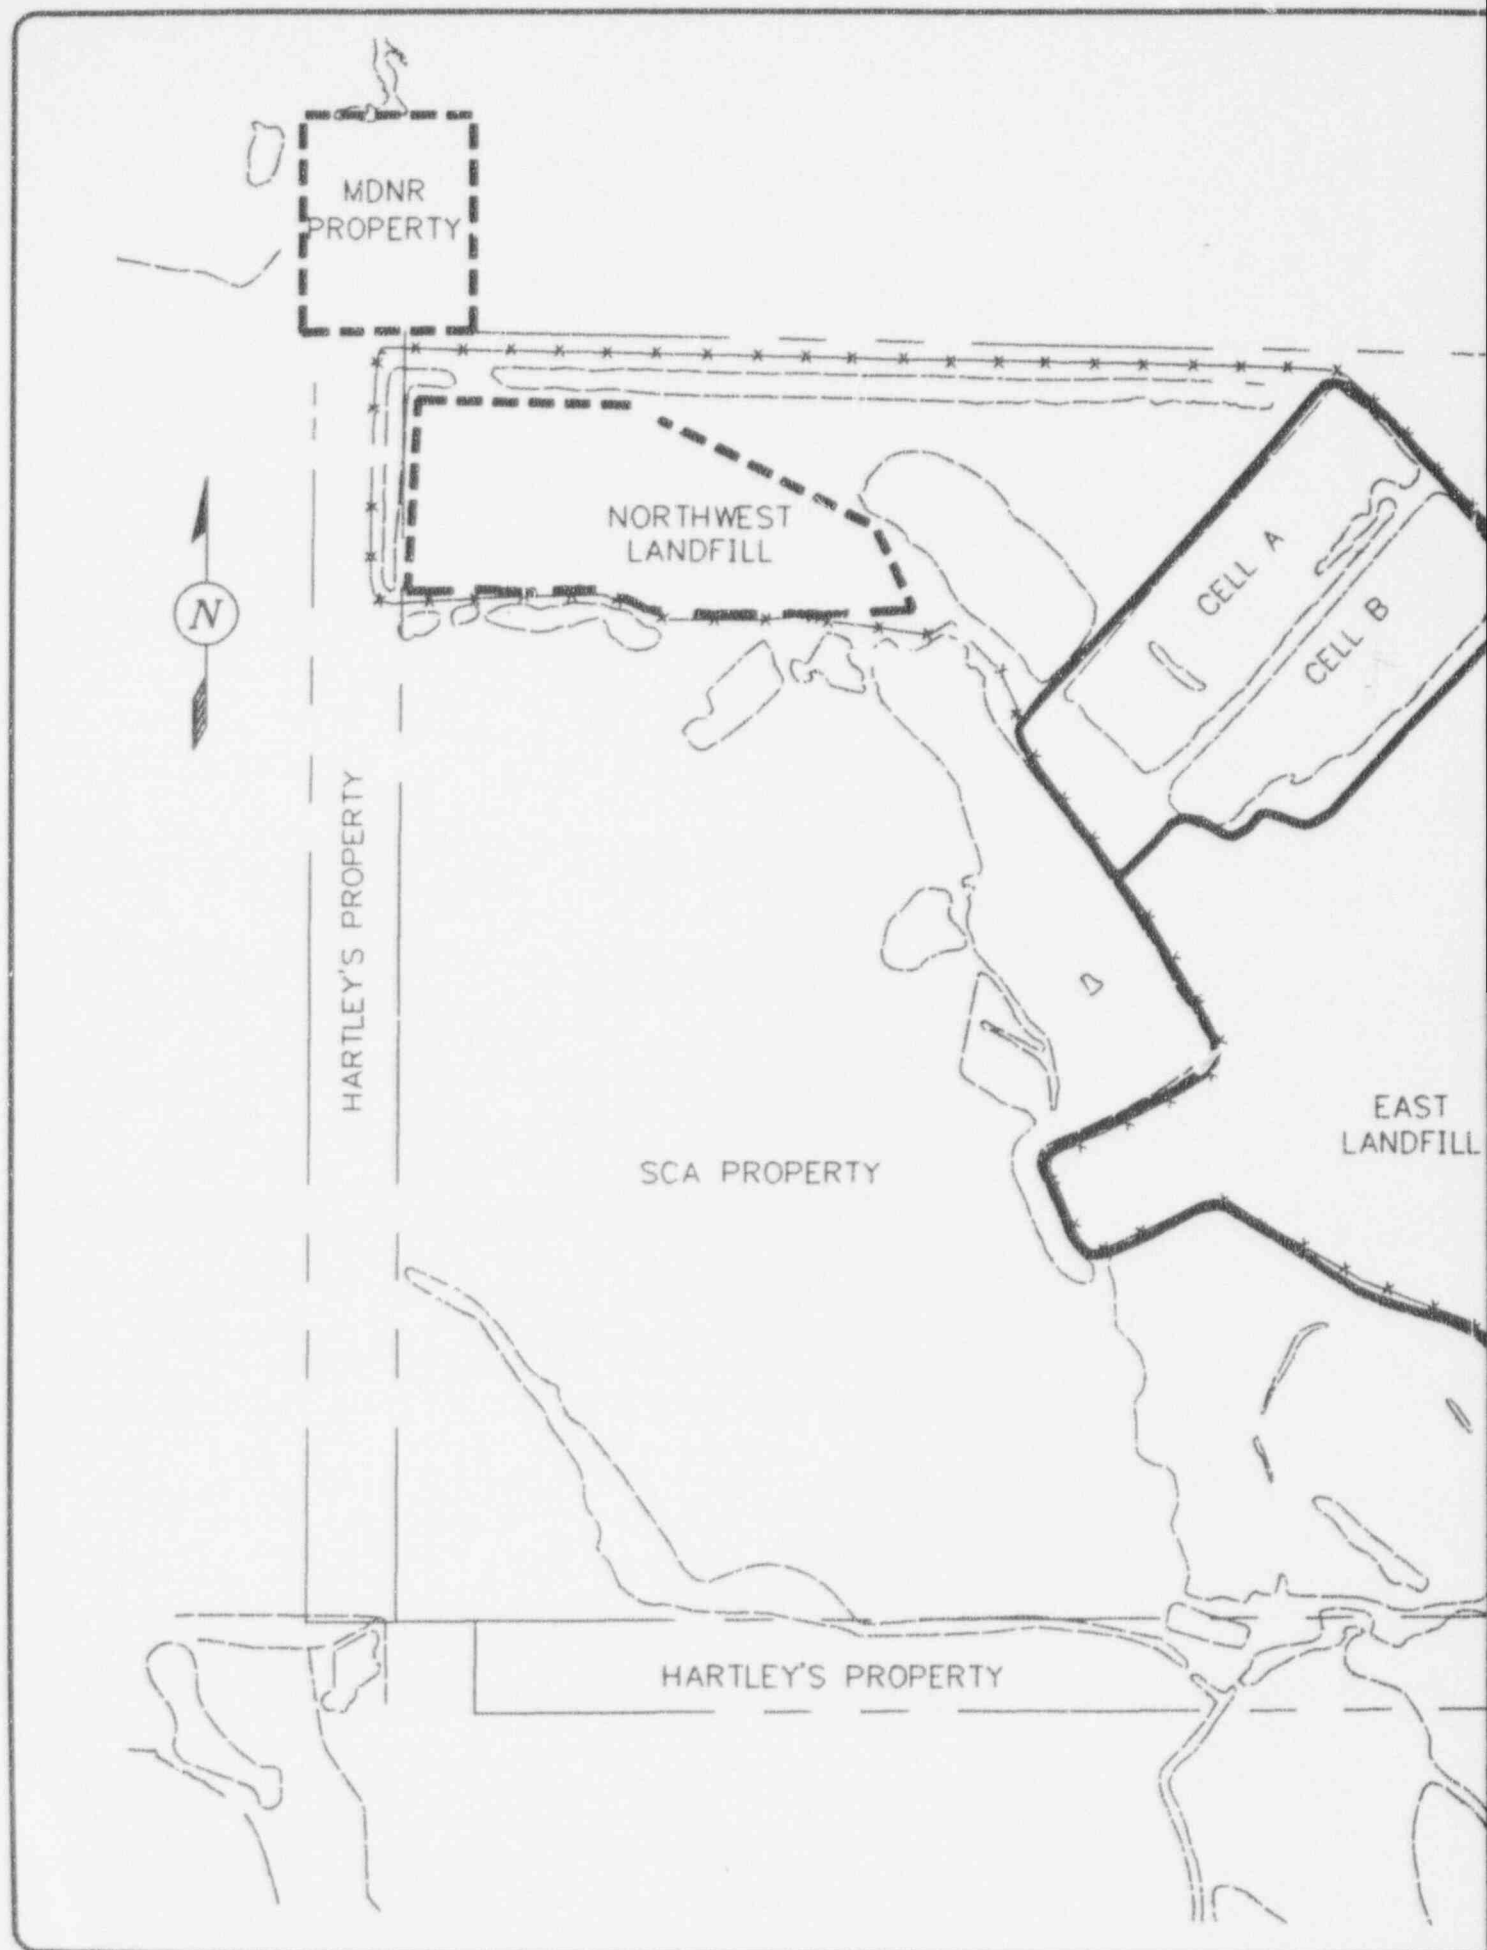 MDNR
PROPERTY
NORTHWEST
LANDFILL
CELL A
CELL B
N
HARTLEY'S PROPERTY
EAST
LANDFILL
SCA PROPERTY
HARTLEY'S PROPERTY